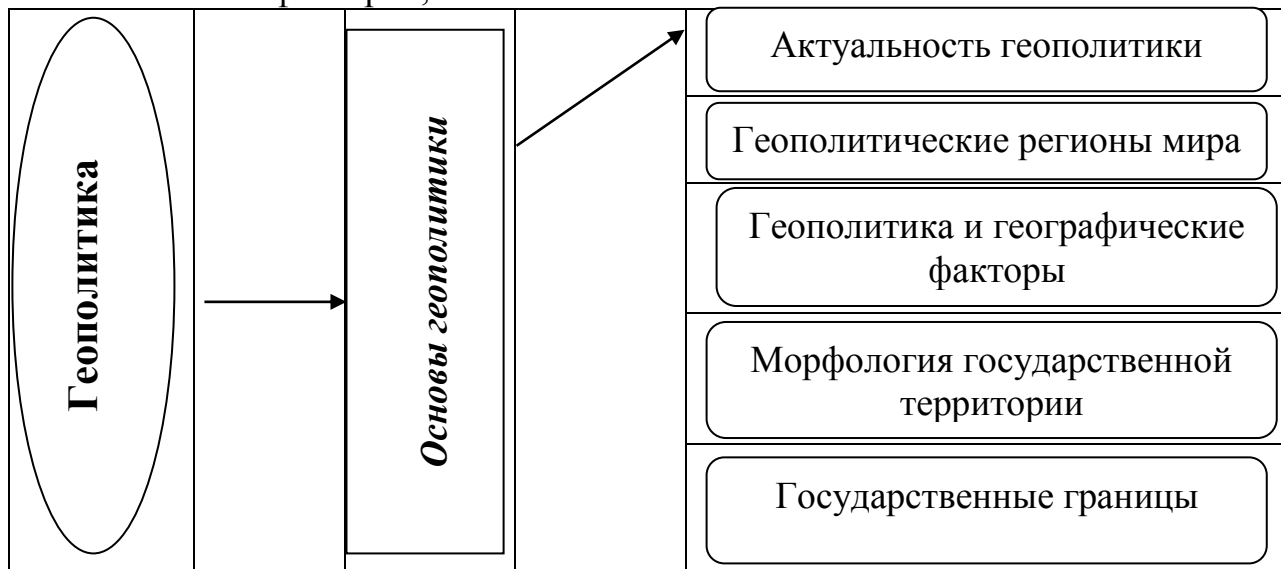 Геополитика
Основы геополитики
Актуальность геополитики
Геополитические регионы мира
Геополитика и географические
факторы
Морфология государственной
территории
Государственные границы